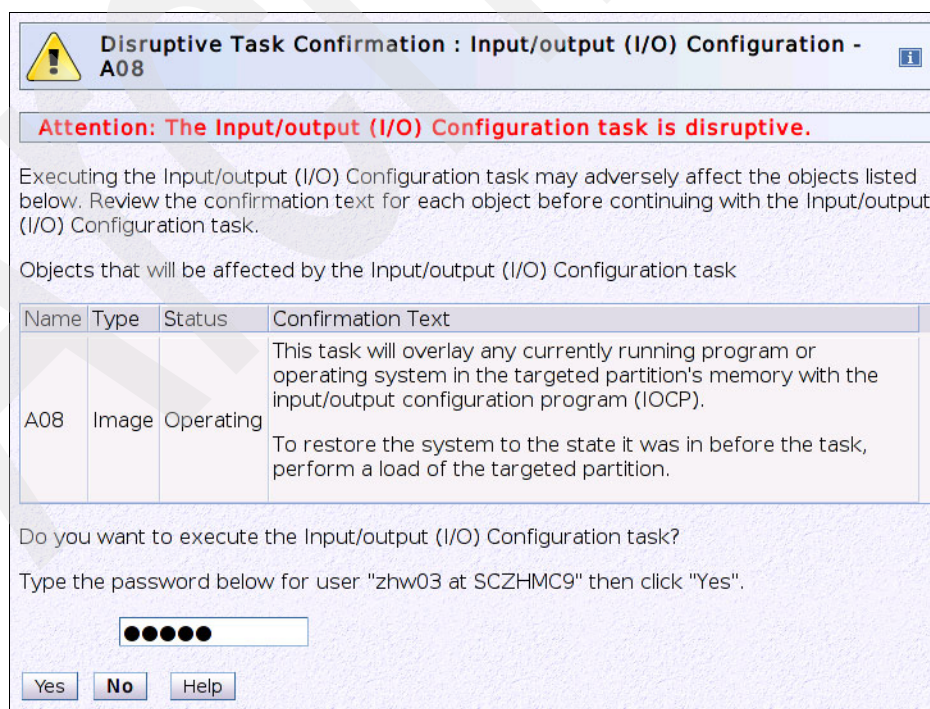 Disruptive Task Confirmation : Input/output (I/O) Configuration -
A08
i
Attention: The Input/output (I/O) Configuration task is disruptive.
Executing the Input/output (I/O) Configuration task may adversely affect the objects listed
below. Review the confirmation text for each object before continuing with the Input/output
(I/O) Configuration task.
Objects that will be affected by the Input/output (I/O) Configuration task
Name Type Status Confirmation Text
This task will overlay any currently running program or
operating system in the targeted partition's memory with the
input/output configuration program (IOCP).
A08 Image Operating
To restore the system to the state it was in before the task,
perform a load of the targeted partition.
Do you want to execute the Input/output (I/O) Configuration task?
Type the password below for user "zhw03 at SCZHMC9" then click "Yes".
●●●●●
Yes No Help